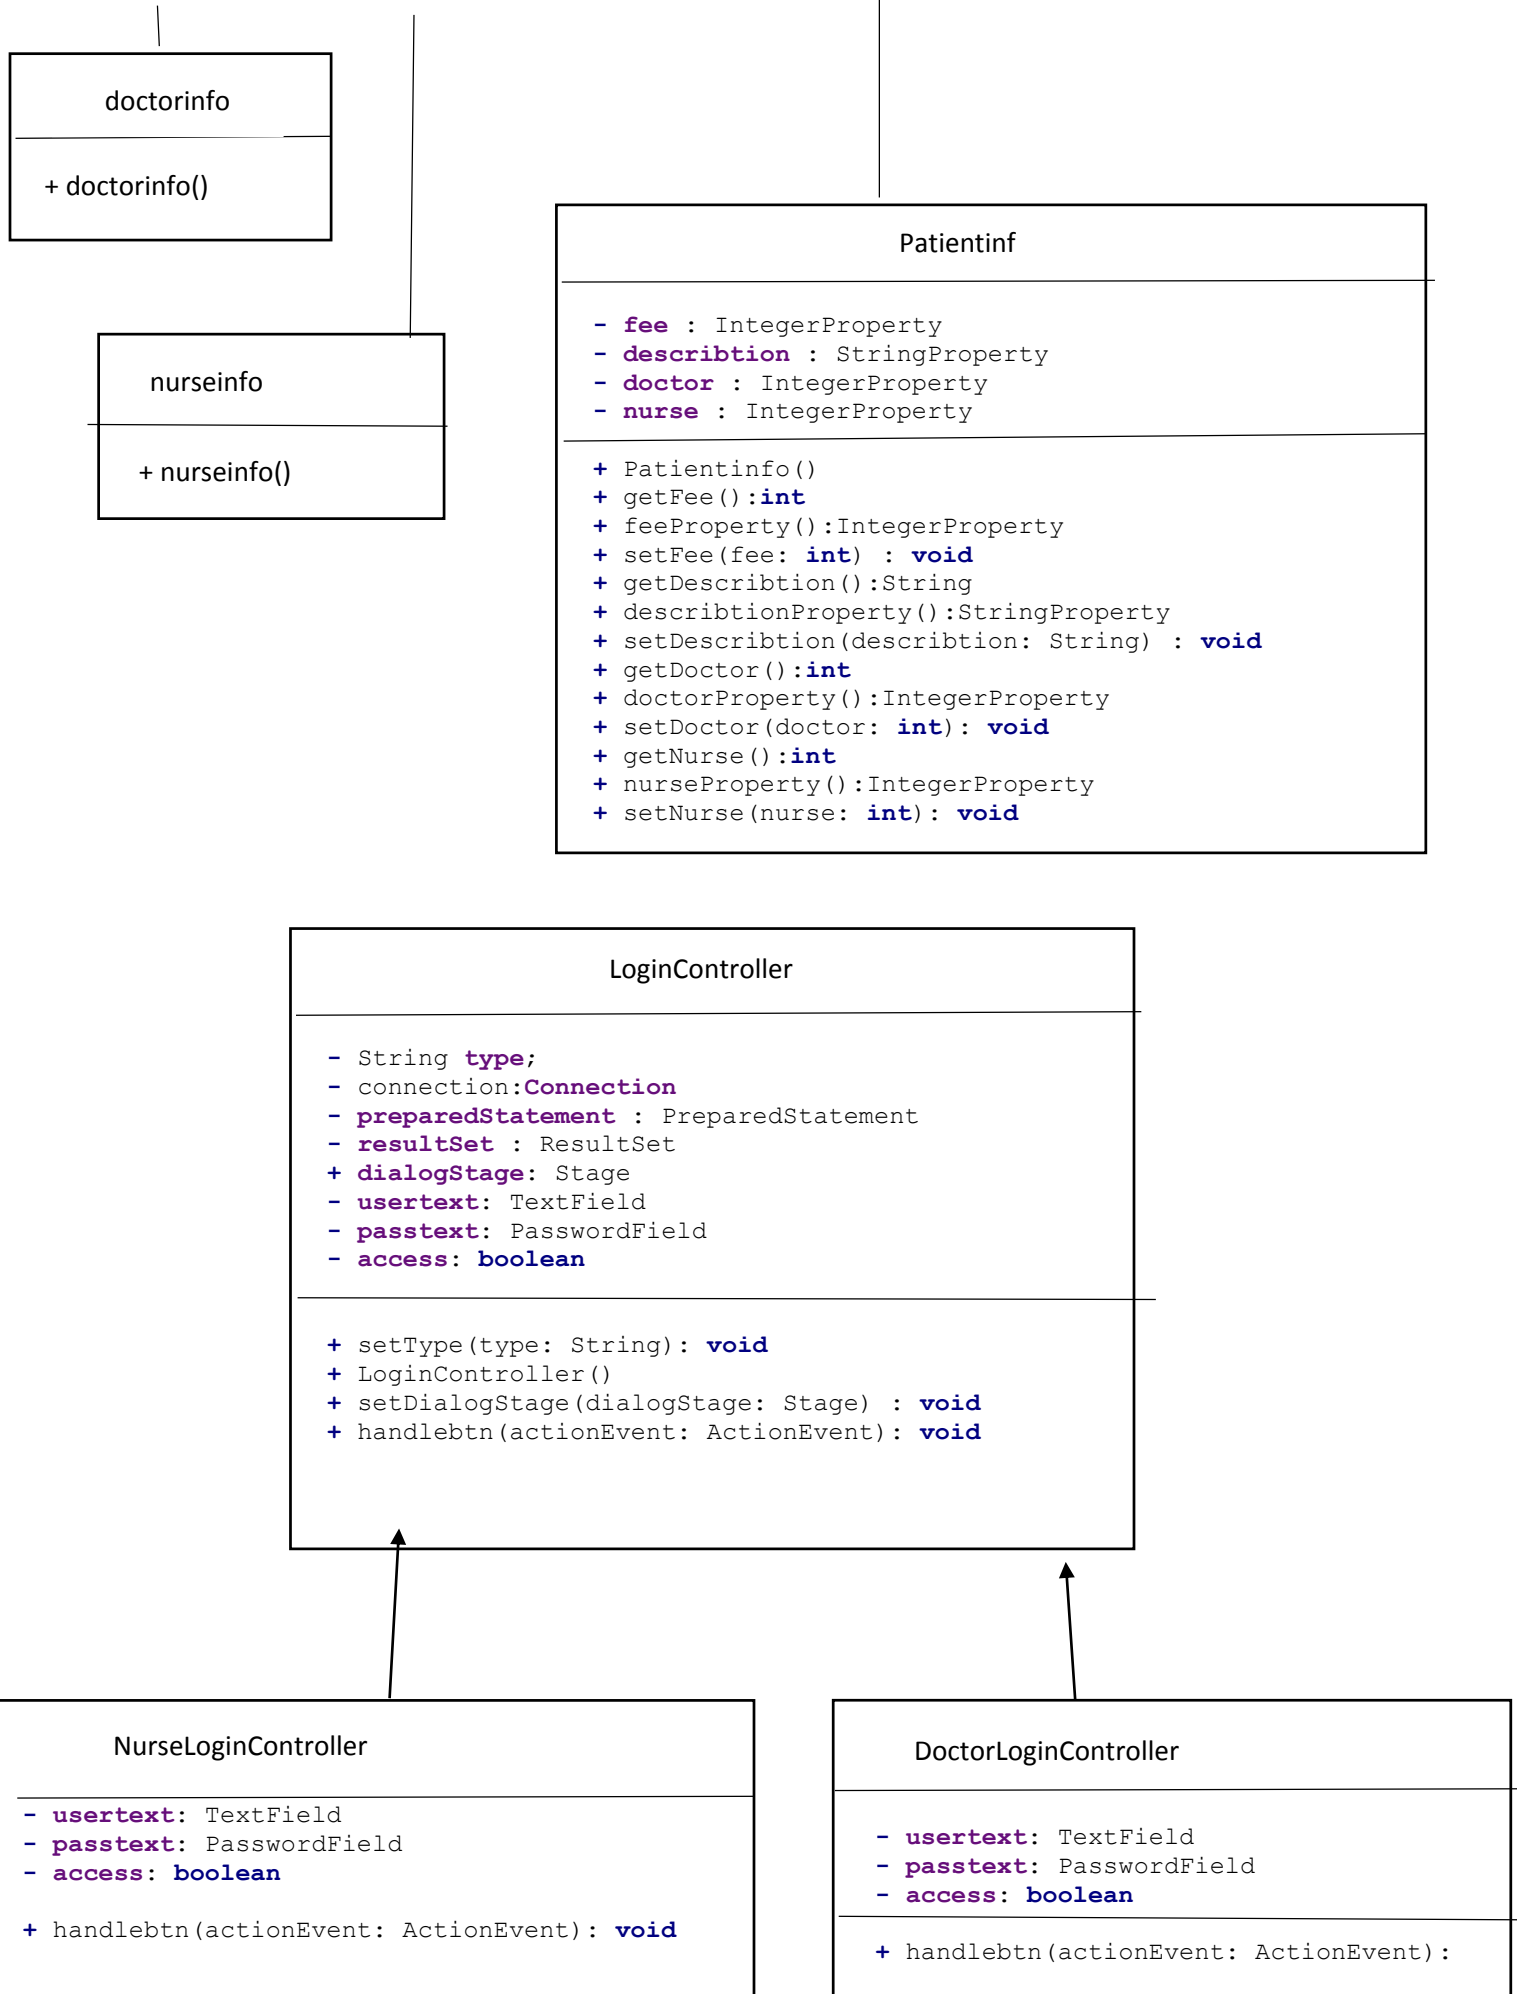 doctorinfo
+ doctorinfo()
Patientinf
- fee : IntegerProperty
- describtion : StringProperty
- doctor : IntegerProperty
- nurse : IntegerProperty
+ Patientinfo()
+ getFee():int
+ feeProperty():IntegerProperty
+ setFee(fee: int) : void
+ getDescribtion():String
+ describtionProperty():StringProperty
+ setDescribtion(describtion: String) : void
+ getDoctor():int
+ doctorProperty():IntegerProperty
+ setDoctor(doctor: int): void
+ getNurse():int
+ nurseProperty():IntegerProperty
+ setNurse(nurse: int): void
nurseinfo
+ nurseinfo()
LoginController
- String type;
- connection:Connection
- preparedStatement : PreparedStatement
- resultSet : ResultSet
+ dialogStage: Stage
- usertext: TextField
- passtext: PasswordField
- access: boolean
+ setType(type: String): void
+ LoginController()
+ setDialogStage(dialogStage: Stage) : void
+ handlebtn(actionEvent: ActionEvent): void
NurseLoginController
- usertext: TextField
- passtext: PasswordField
- access: boolean
+ handlebtn(actionEvent: ActionEvent): void
DoctorLoginController
- usertext: TextField
- passtext: PasswordField
- access: boolean
+ handlebtn(actionEvent: ActionEvent):